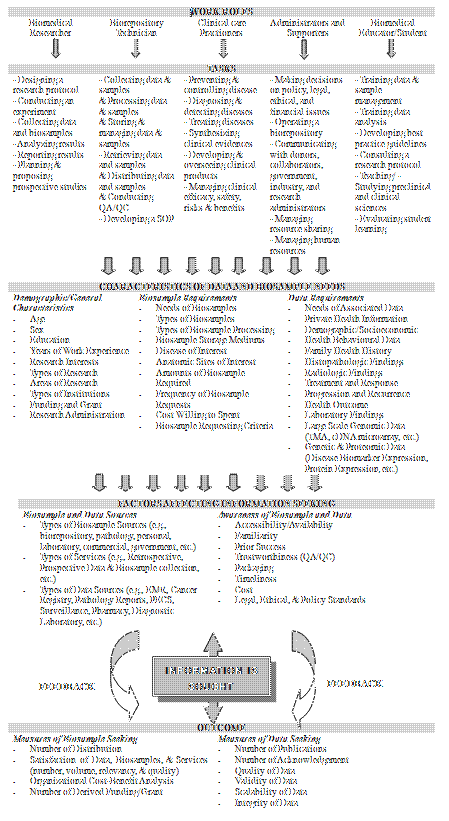 WORK ROLES
Biomedical Researcher
Biorepository Technician
Clinical care Practitioners
Administrators and Supporters
Biomedical Educator/Student
TASKS
~ Designing a research protocol
~ Conducting an experiment
~ Collecting data and biosamples
~ Analyzing results
~ Reporting results
~ Planning & proposing prospective studies
~ Collecting data & samples
& Processing data & samples
& Storing & managing data & samples
~ Retrieving data and samples
& Distributing data and samples
& Conducting QA/QC
~ Developing a SOP
~ Preventing & controlling disease
~ Diagnosing & detecting diseases
~ Treating diseases
~ Synthesizing clinical evidences
~ Developing & overseeing clinical products
~ Managing clinical efficacy, safety, risks & benefits
~ Making decisions on policy, legal, ethical, and financial issues
~ Operating a biorepository
~ Communicating with donors, collaborators, government, industry, and research administrators
~ Managing resource sharing
~ Managing human resources
~ Training data & sample management
~ Training data analysis
~ Developing best practice guidelines
~ Consulting a research protocol
~ Teaching/ ~ Studying preclinical and clinical sciences
~ Evaluating student learning
CHARACTERISTICS OF DATA AND BIOSAMPLE NEEDS
Demographic/General Characteristics
- Age
- Sex
- Education
- Years of Work Experience
- Research Interests
- Types of Research
- Areas of Research
- Types of Institutions
- Funding and Grant
- Research Administration
Biosample Requirements
- Needs of Biosamples
- Types of Biosamples
- Types of Biosample Processing
- Biosample Storage Mediums
- Disease of Interest
- Anatomic Sites of Interest
- Amounts of Biosample Required
- Frequency of Biosample Requests
- Cost Willing to Spent
- Biosample Requesting Criteria
Data Requirements
- Needs of Associated Data
- Private Health Information
- Demographic/Socioeconomic
- Health Behavioural Data
- Family Health History
- Histopathologic Findings
- Radiologic Findings
- Treatment and Response
- Progression and Recurrence
- Health Outcome
- Laboratory Findings
- Large Scale Genomic Data (TMA, cDNA microarray, etc.)
- Genetic & Proteomic Data (Disease Biomarker Expression, Protein Expression, etc.)
FACTORS AFFECTING INFORMATION SEEKING
Biosample and Data Sources
- Types of Biosample Sources (e.g., biorepository, pathology, personal, laboratory, commercial, government, etc.)
- Types of Services (e.g., Retrospective, Prospective Data & Biosample collection, etc.)
- Types of Data Sources (e.g., EMR, Cancer Registry, Pathology Reports, PACS, Surveillance, Pharmacy, Diagnostic Laboratory, etc.)
Awareness of Biosample and Data
- Accessibility/Availability
- Familiarity
- Prior Success
- Trustworthiness (QA/QC)
- Packaging
- Timeliness
- Cost
- Legal, Ethical, & Policy Standards
FEEDBACK
INFORMATION IS SOUGHT
FEEDBACK
OUTCOME
Measures of Biosample Seeking
- Number of Distribution
- Satisfaction of Data, Biosamples, & Services (number, volume, relevancy, & quality)
- Organizational Cost-Benefit Analysis
- Number of Derived Funding/Grant
Measures of Data Seeking
- Number of Publications
- Number of Acknowledgement
- Quality of Data
- Validity of Data
- Scalability of Data
- Integrity of Data